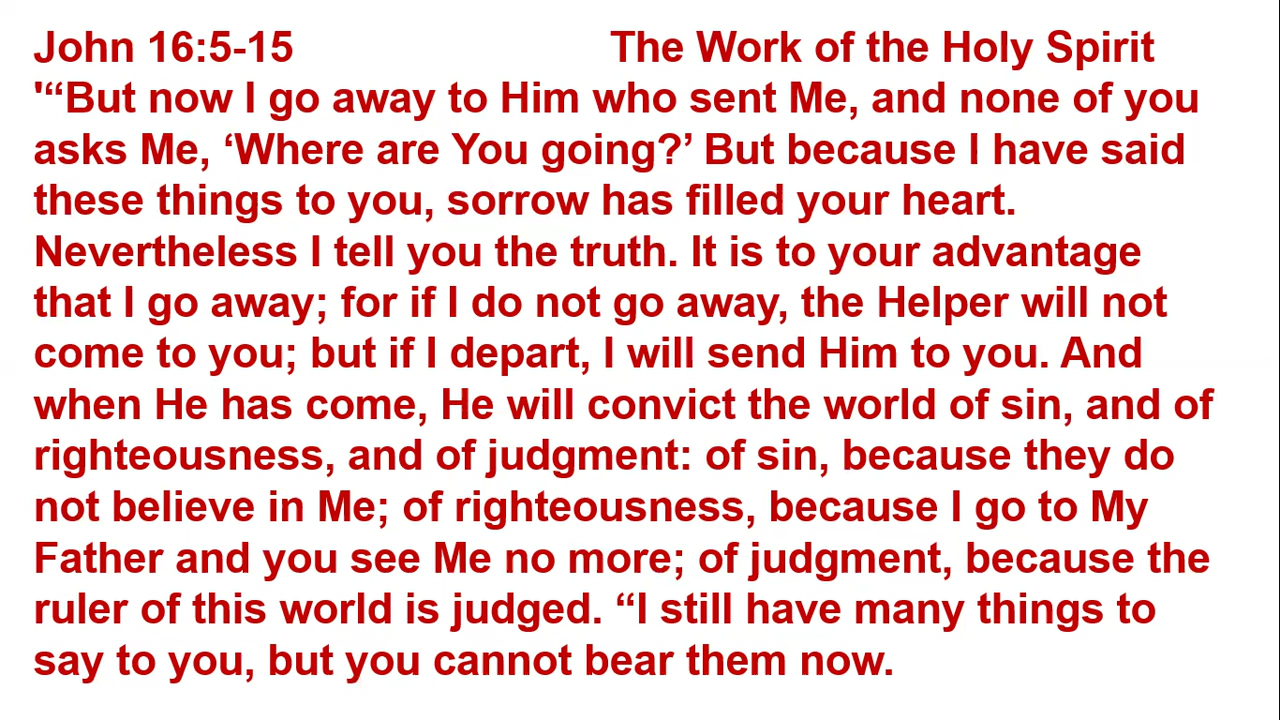 John 16:5-15 The Work of the Holy Spirit
'“But now I go away to Him who sent Me, and none of you
asks Me, ‘Where are You going?’ But because I have said
these things to you, sorrow has filled your heart.
Nevertheless I tell you the truth. It is to your advantage
that I go away; for if I do not go away, the Helper will not
come to you; but if I depart, I will send Him to you. And
when He has come, He will convict the world of sin, and of
righteousness, and of judgment: of sin, because they do
not believe in Me; of righteousness, because I go to My
Father and you see Me no more; of judgment, because the
ruler of this world is judged. “I still have many things to
say to you, but you cannot bear them now.